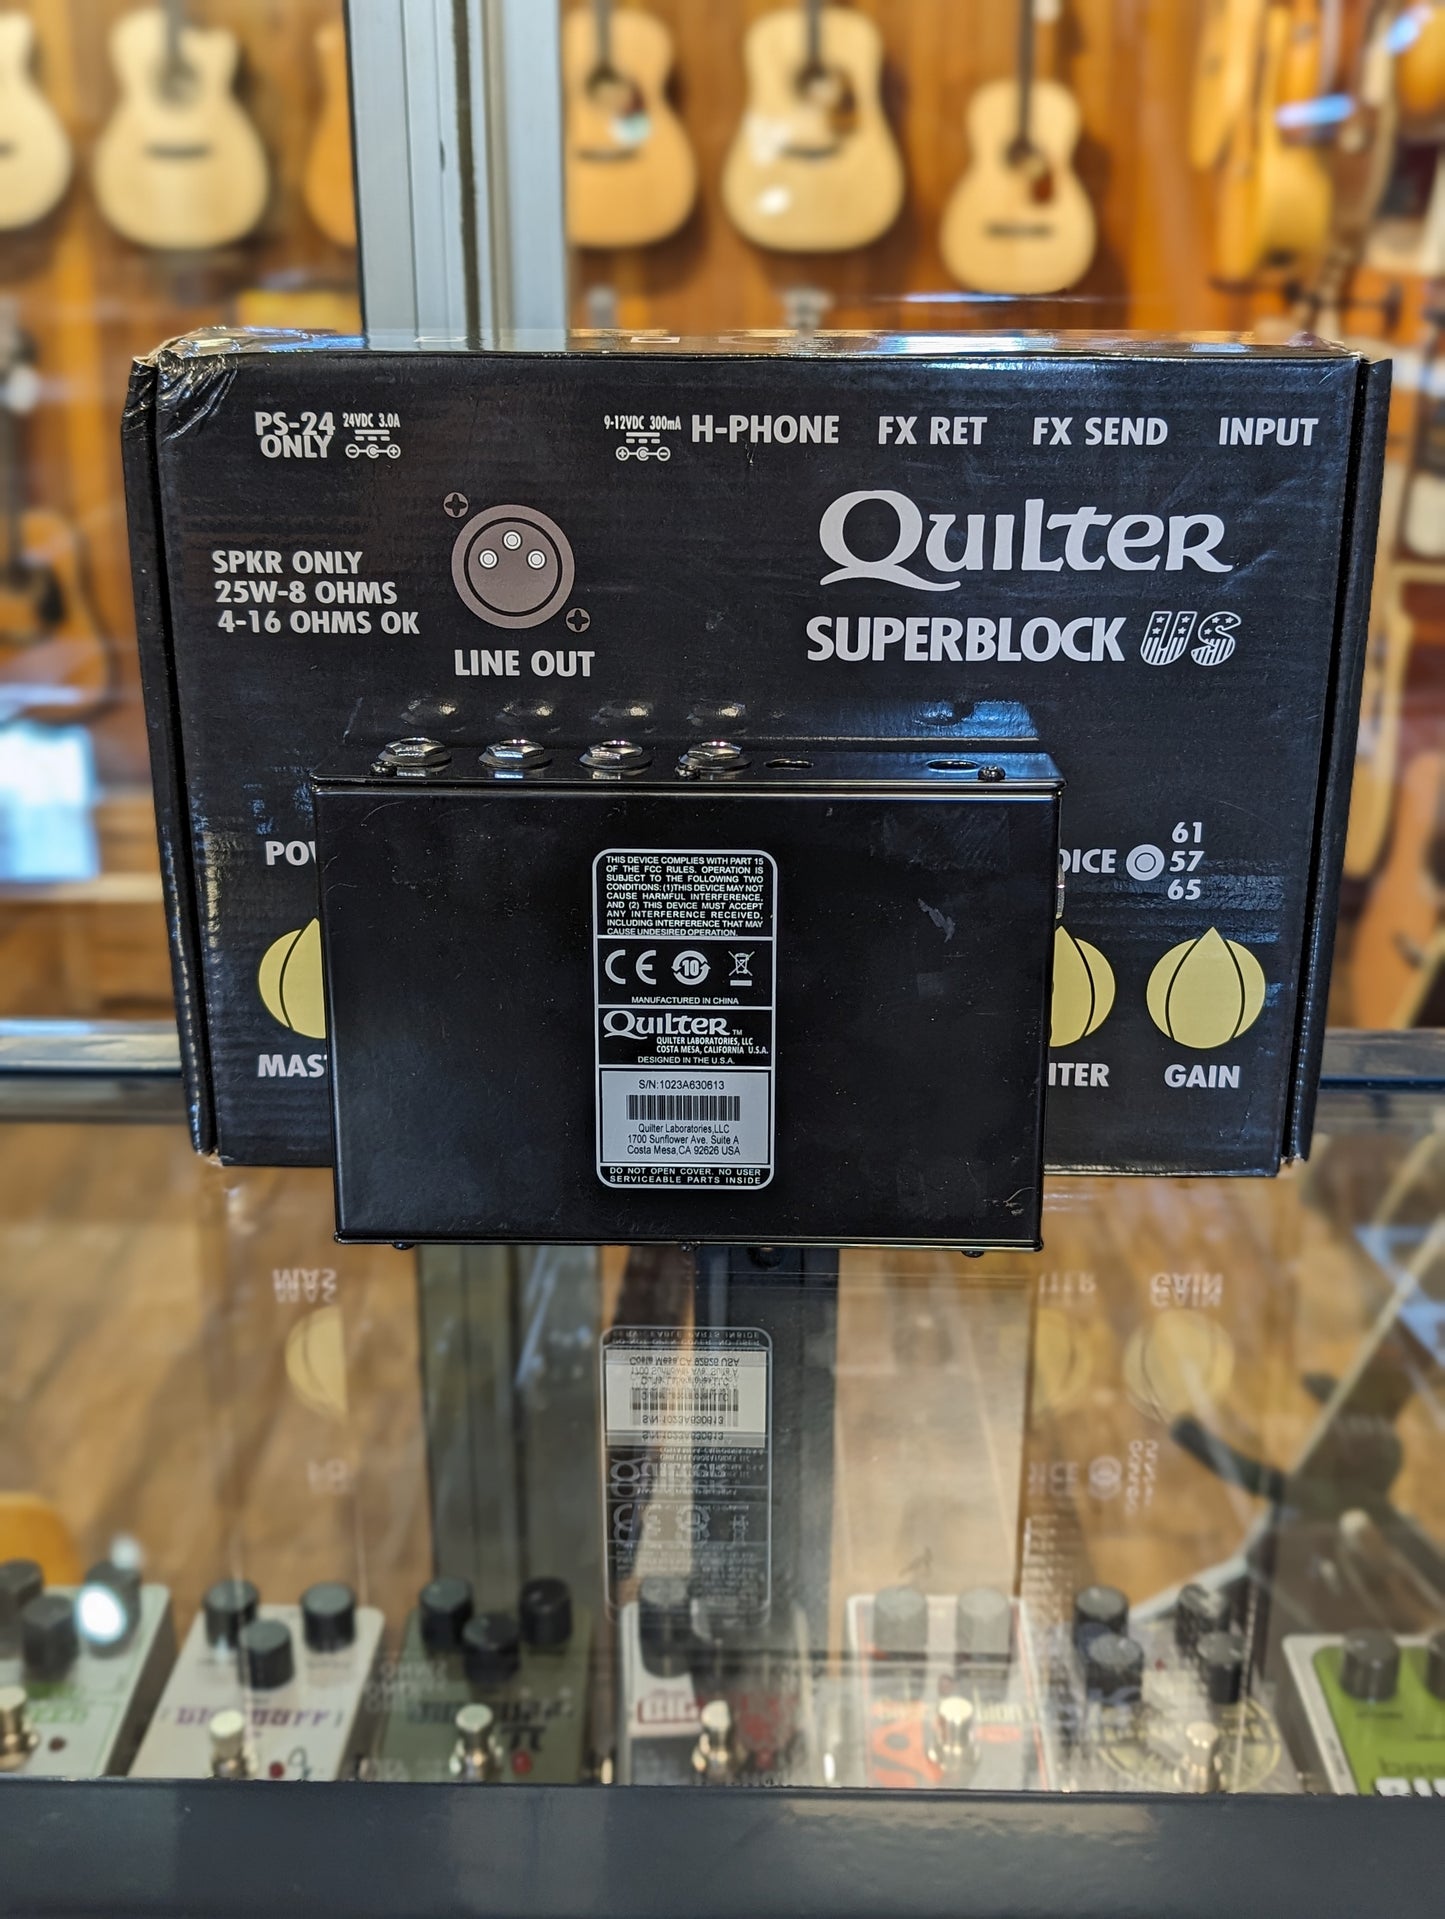 PS-24 24VDC 3.0A
ONLY
9-12VDC 300mA H-PHONE FX RET FX SEND INPUT
QUILTER
SUPERBLOCK US
SPKR ONLY
25W-8 OHMS
4-16 OHMS OK
LINE OUT
61
57
65
GAIN
THIS DEVICE COMPLIES WITH PART 15
OF THE FCC RULES. OPERATION IS
SUBJECT TO THE FOLLOWING TWO
CONDITIONS: (1)THIS DEVICE MAY NOT
CAUSE HARMFUL INTERFERENCE,
AND (2) THIS DEVICE MUST ACCEPT
ANY INTERFERENCE RECEIVED,
INCLUDING INTERFERENCE THAT MAY
CAUSE UNDESIRED OPERATION.
CE 10
MANUFACTURED IN CHINA
QUILTER TM
QUILTER LABORATORIES, LLC
COSTA MESA, CALIFORNIA U.S.A.
DESIGNED IN THE U.S.A.
S/N:1023A630613
Quilter Laboratories,LLC
1700 Sunflower Ave. Suite A
Costa Mesa,CA 92626 USA
DO NOT OPEN COVER. NO USER
SERVICEABLE PARTS INSIDE